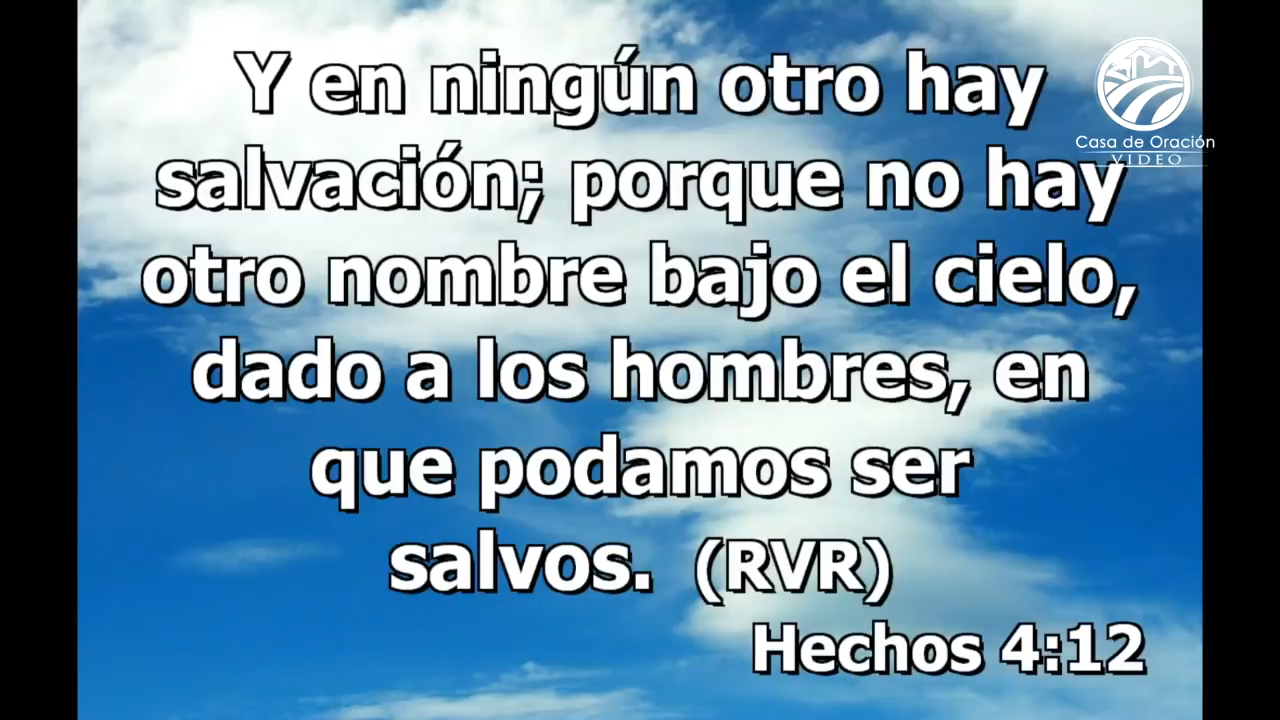 Y en ningún otro hay
salvación; porque no hay
otro nombre bajo el cielo,
dado a los hombres, en
que podamos ser
salvos. (RVR)
Hechos 4:12
Casa de Oración
VIDEO